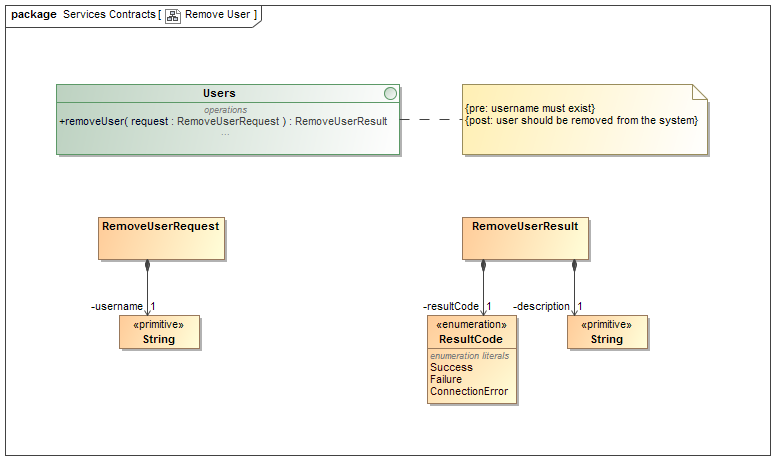 package Services Contracts [ Remove User ]
Users
operations
+removeUser( request : RemoveUserRequest ) : RemoveUserResult
...
{pre: username must exist}
{post: user should be removed from the system}
RemoveUserRequest
RemoveUserResult
-username 1
-resultCode 1
-description 1
«primitive»
String
«enumeration»
ResultCode
enumeration literals
Success
Failure
ConnectionError
«primitive»
String